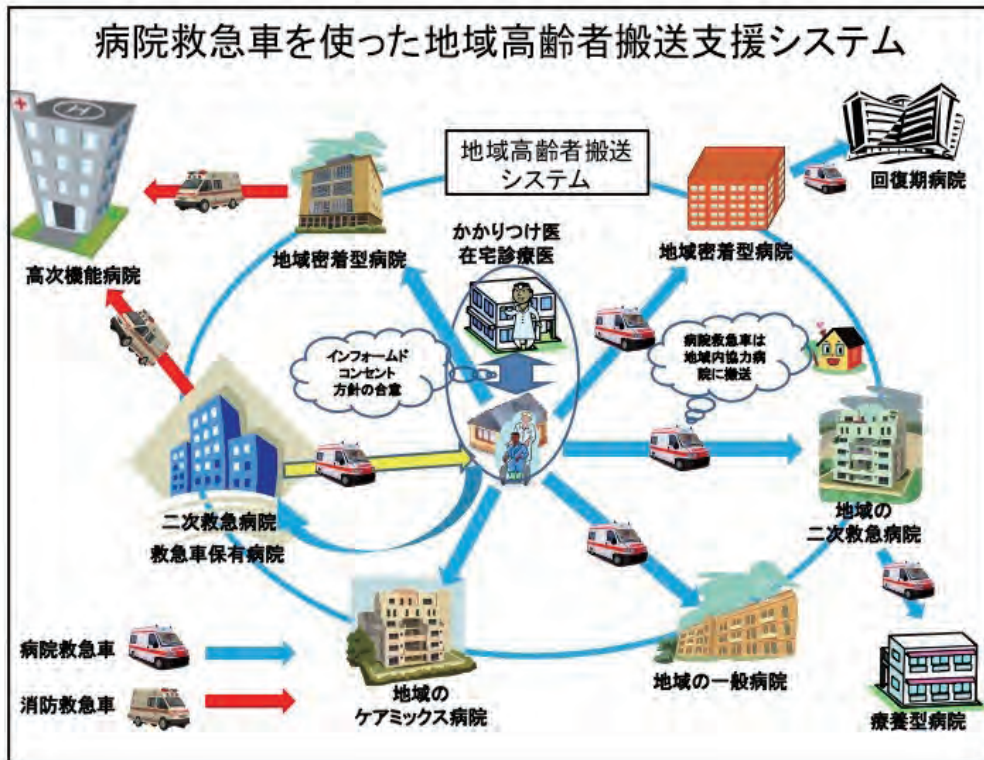 病院救急車を使った地域高齢者搬送支援システム
地域高齢者搬送
システム
回復期病院
かかりつけ医
在宅診療医
地域密着型病院
地域密着型病院
高次機能病院
インフォームド
コンセント
方針の合意
病院救急車は
地域内協力病
院に搬送
二次救急病院
救急車保有病院
地域の
二次救急病院
病院救急車
消防救急車
地域の
ケアミックス病院
地域の一般病院
療養型病院
H